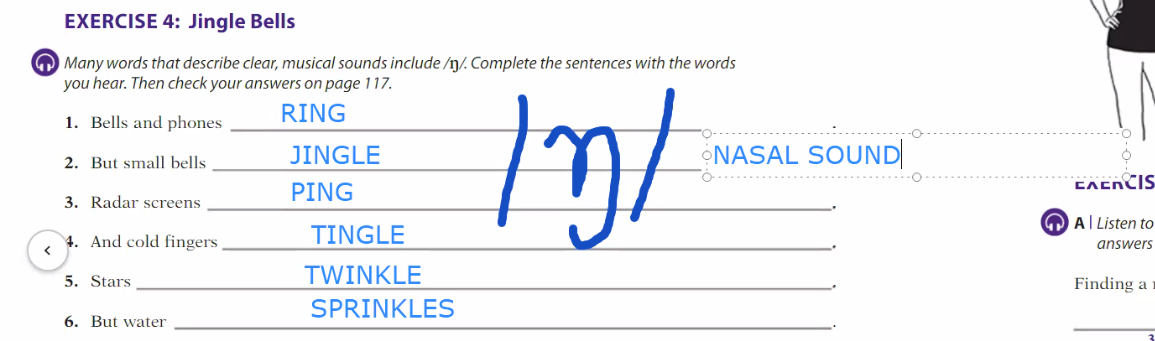 EXERCISE 4: Jingle Bells
Many words that describe clear, musical sounds include /ŋ/. Complete the sentences with the words
you hear. Then check your answers on page 117.
1. Bells and phones RING.
2. But small bells JINGLE
/ŋ/
NASAL SOUND
3. Radar screens PING.
4. And cold fingers TINGLE.
5. Stars TWINKLE.
6. But water SPRINKLES.
EXERCIS
A | Listen to
answers
Finding a
3